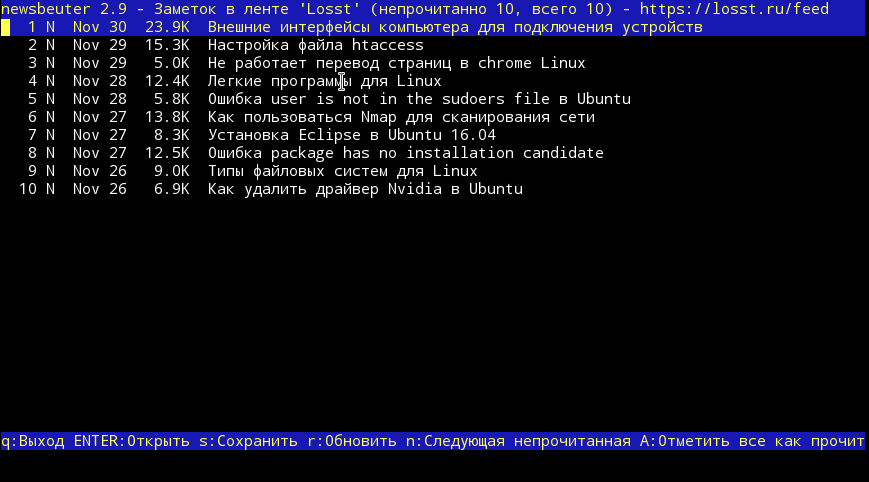 newsbeuter 2.9 - Заметок в ленте 'Losst' (непрочитанно 10, всего 10) - https://losst.ru/feed
1 N Nov 30 23.9K Внешние интерфейсы компьютера для подключения устройств
2 N Nov 29 15.3K Настройка файла htaccess
3 N Nov 29 5.0K Не работает перевод страниц в chrome Linux
4 N Nov 28 12.4K Легкие программы для Linux
5 N Nov 28 5.8K Ошибка user is not in the sudoers file в Ubuntu
6 N Nov 27 13.8K Как пользоваться Nmap для сканирования сети
7 N Nov 27 8.3K Установка Eclipse в Ubuntu 16.04
8 N Nov 27 12.5K Ошибка package has no installation candidate
9 N Nov 26 9.0K Типы файловых систем для Linux
10 N Nov 26 6.9K Как удалить драйвер Nvidia в Ubuntu
q:Выход ENTER:Открыть s:Сохранить r:Обновить n:Следующая непрочитанная A:Отметить все как прочит